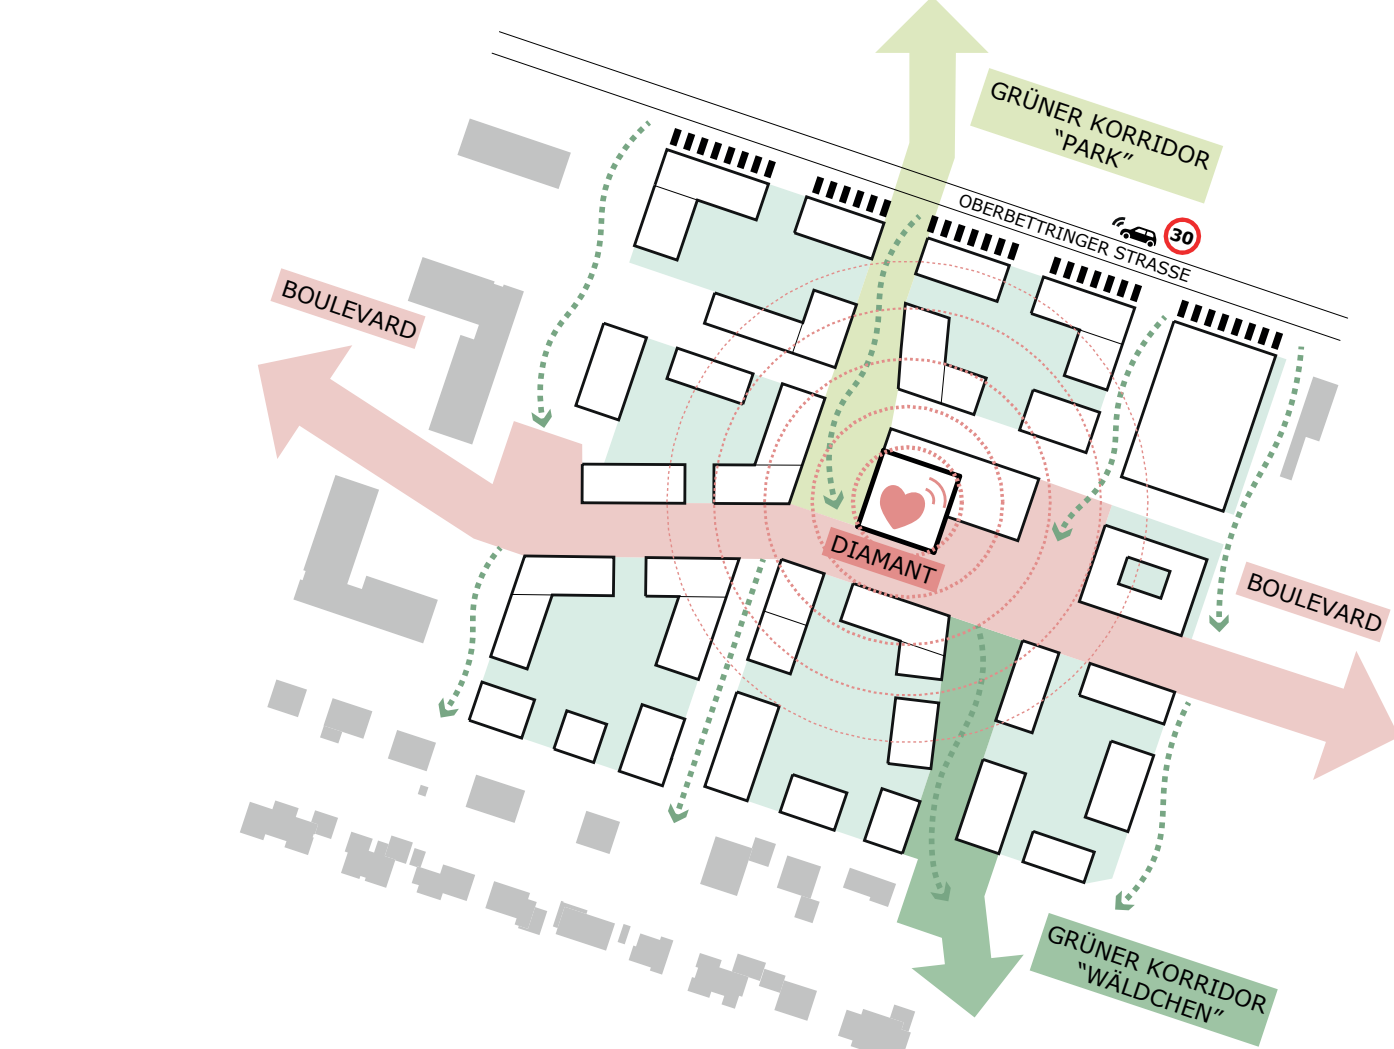 GRÜNER KORRIDOR
“PARK”
OBERBETTRINGER STRASSE
30
BOULEVARD
DIAMANT
BOULEVARD
GRÜNER KORRIDOR
“WÄLDCHEN”